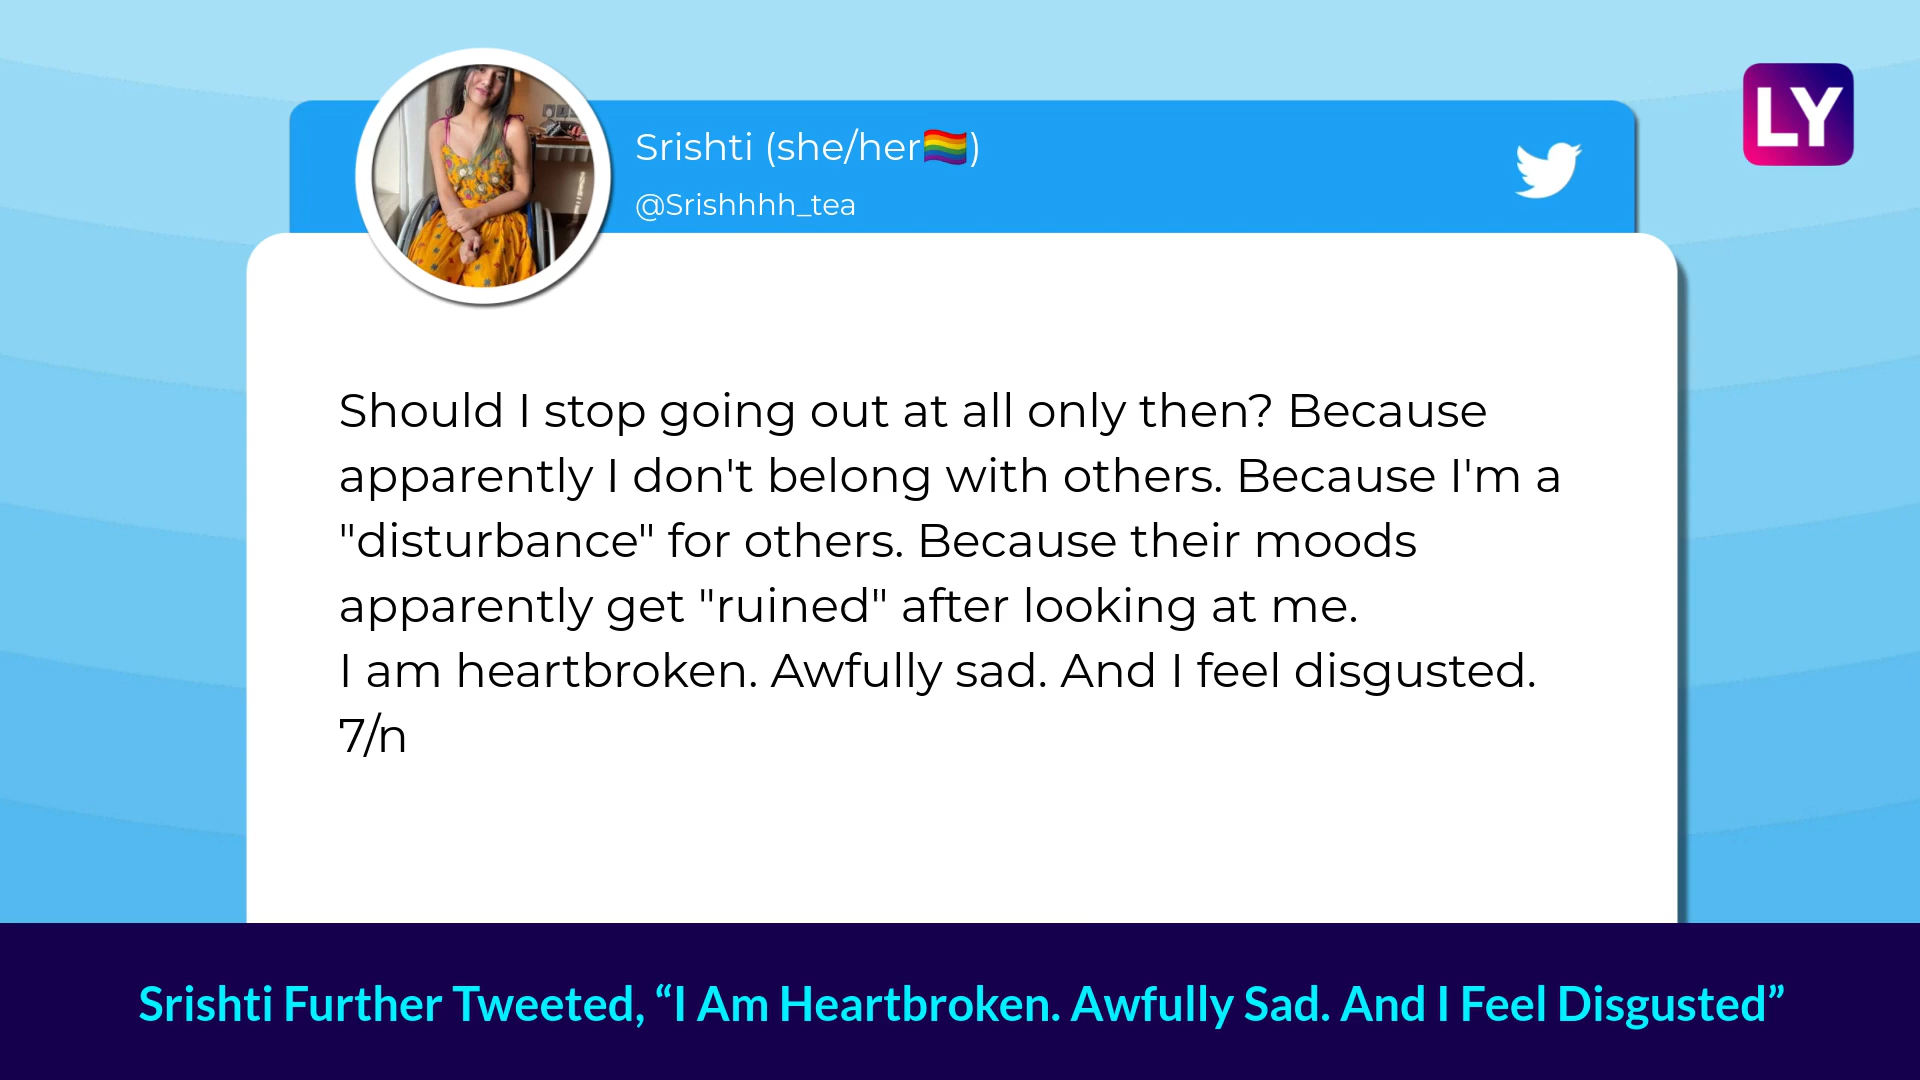 LY
Srishti (she/her🏳️‍🌈)
@Srishhhh_tea
Should I stop going out at all only then? Because
apparently I don't belong with others. Because I'm a
"disturbance" for others. Because their moods
apparently get "ruined" after looking at me.
I am heartbroken. Awfully sad. And I feel disgusted.
7/n
Srishti Further Tweeted, “I Am Heartbroken. Awfully Sad. And I Feel Disgusted”